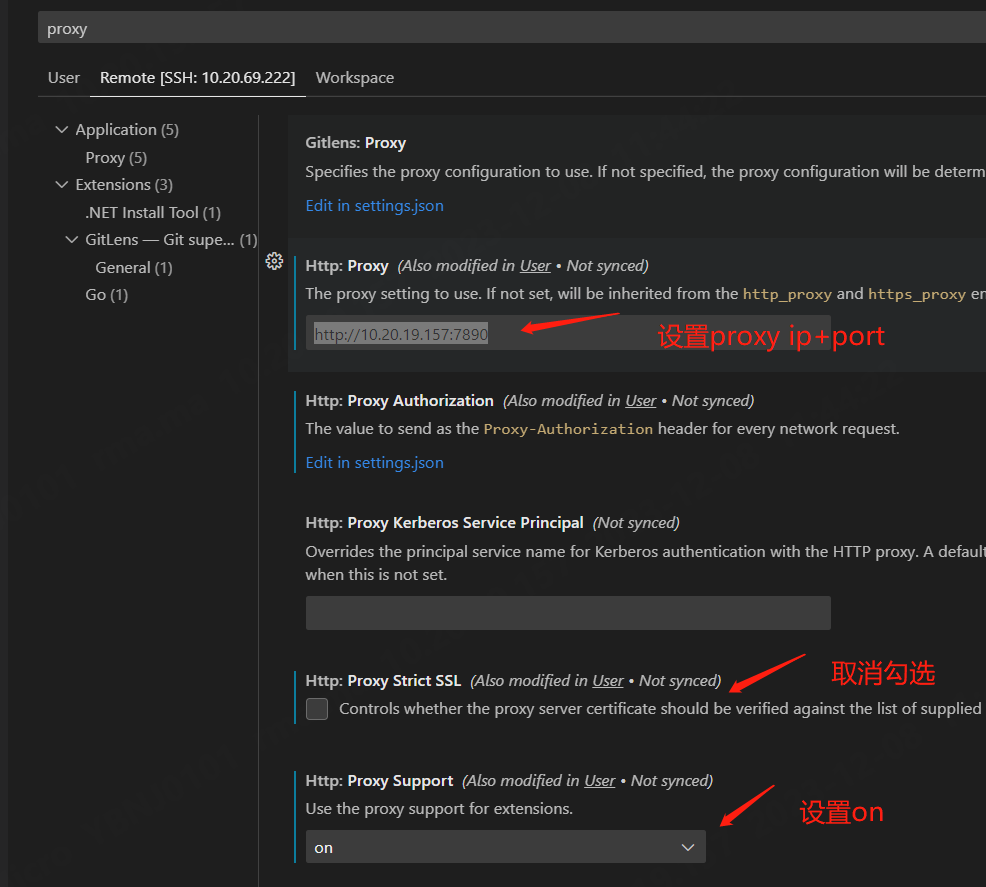 proxy
User Remote [SSH: 10.20.69.222] Workspace
Application (5)
Proxy (5)
Extensions (3)
.NET Install Tool (1)
GitLens — Git supe... (1)
General (1)
Go (1)
Gitlens: Proxy
Specifies the proxy configuration to use. If not specified, the proxy configuration will be determ
Edit in settings.json
Http: Proxy (Also modified in User • Not synced)
The proxy setting to use. If not set, will be inherited from the http_proxy and https_proxy en
http://10.20.19.157:7890
设置proxy ip+port
Http: Proxy Authorization (Also modified in User • Not synced)
The value to send as the Proxy-Authorization header for every network request.
Edit in settings.json
Http: Proxy Kerberos Service Principal (Not synced)
Overrides the principal service name for Kerberos authentication with the HTTP proxy. A default
when this is not set.
Http: Proxy Strict SSL (Also modified in User • Not synced)
取消勾选
Controls whether the proxy server certificate should be verified against the list of supplied
Http: Proxy Support (Also modified in User • Not synced)
Use the proxy support for extensions.
设置on
on